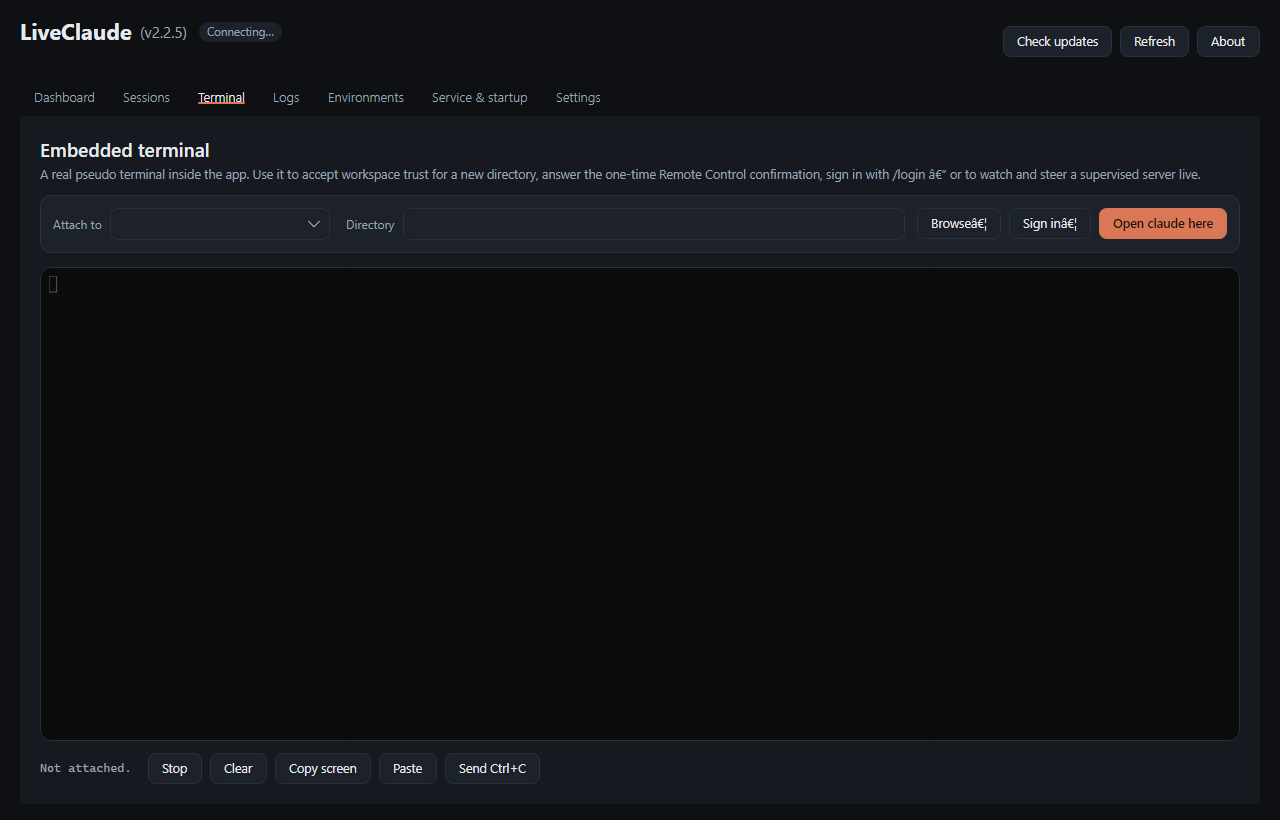 LiveClaude (v2.2.5) Connecting...
Check updates Refresh About
Dashboard Sessions Terminal Logs Environments Service & startup Settings
Embedded terminal
A real pseudo terminal inside the app. Use it to accept workspace trust for a new directory, answer the one-time Remote Control confirmation, sign in with /login â€” or to watch and steer a supervised server live.
Attach to Directory Browseâ€¦ Sign inâ€¦ Open claude here
Not attached. Stop Clear Copy screen Paste Send Ctrl+C